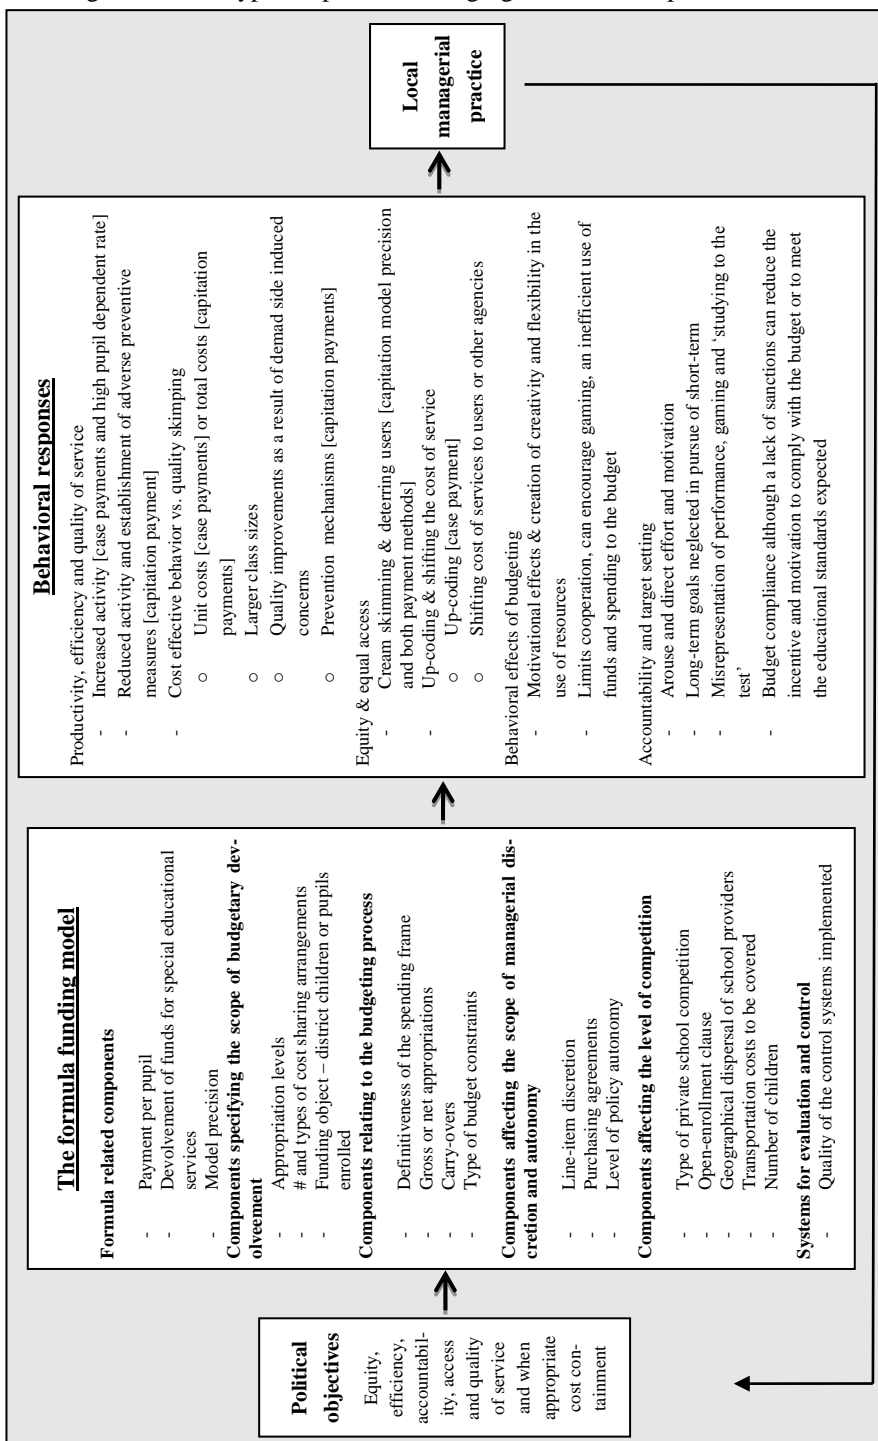 Political
objectives
Equity,
efficiency,
accountabil-
ity, access
and quality
of service
and when
appropriate
cost con-
tainment
The formula funding model
Formula related components
- Payment per pupil
- Devolvement of funds for special educational
services
- Model precision
Components specifying the scope of budgetary dev-
olveement
- Appropriation levels
- # and types of cost sharing arrangements
- Funding object – district children or pupils
enrolled
Components relating to the budgeting process
- Definitiveness of the spending frame
- Gross or net appropriations
- Carry-overs
- Type of budget constraints
Components affecting the scope of managerial dis-
cretion and autonomy
- Line-item discretion
- Purchasing agreements
- Level of policy autonomy
Components affecting the level of competition
- Type of private school competition
- Open-enrollment clause
- Geographical dispersal of school providers
- Transportation costs to be covered
- Number of children
Systems for evaluation and control
- Quality of the control systems implemented
Behavioral responses
Productivity, efficiency and quality of service
- Increased activity [case payments and high pupil dependent rate]
- Reduced activity and establishment of adverse preventive
measures [capitation payment]
- Cost effective behavior vs. quality skimping
o Unit costs [case payments] or total costs [capitation
payments]
o Larger class sizes
o Quality improvements as a result of demad side induced
concerns
o Prevention mechanisms [capitation payments]
Equity & equal access
- Cream skimming & deterring users [capitation model precision
and both payment methods]
- Up-coding & shifting the cost of service
o Up-coding [case payment]
o Shifting cost of services to users or other agencies
Behavioral effects of budgeting
- Motivational effects & creation of creativity and flexibility in the
use of resources
- Limits cooperation, can encourage gaming, an inefficient use of
funds and spending to the budget
Accountability and target setting
- Arouse and direct effort and motivation
- Long-term goals neglected in pursue of short-term
- Misrepresentation of performance, gaming and ‘studying to the
test’
- Budget compliance although a lack of sanctions can reduce the
incentive and motivation to comply with the budget or to meet
the educational standards expected
Local
managerial
practice